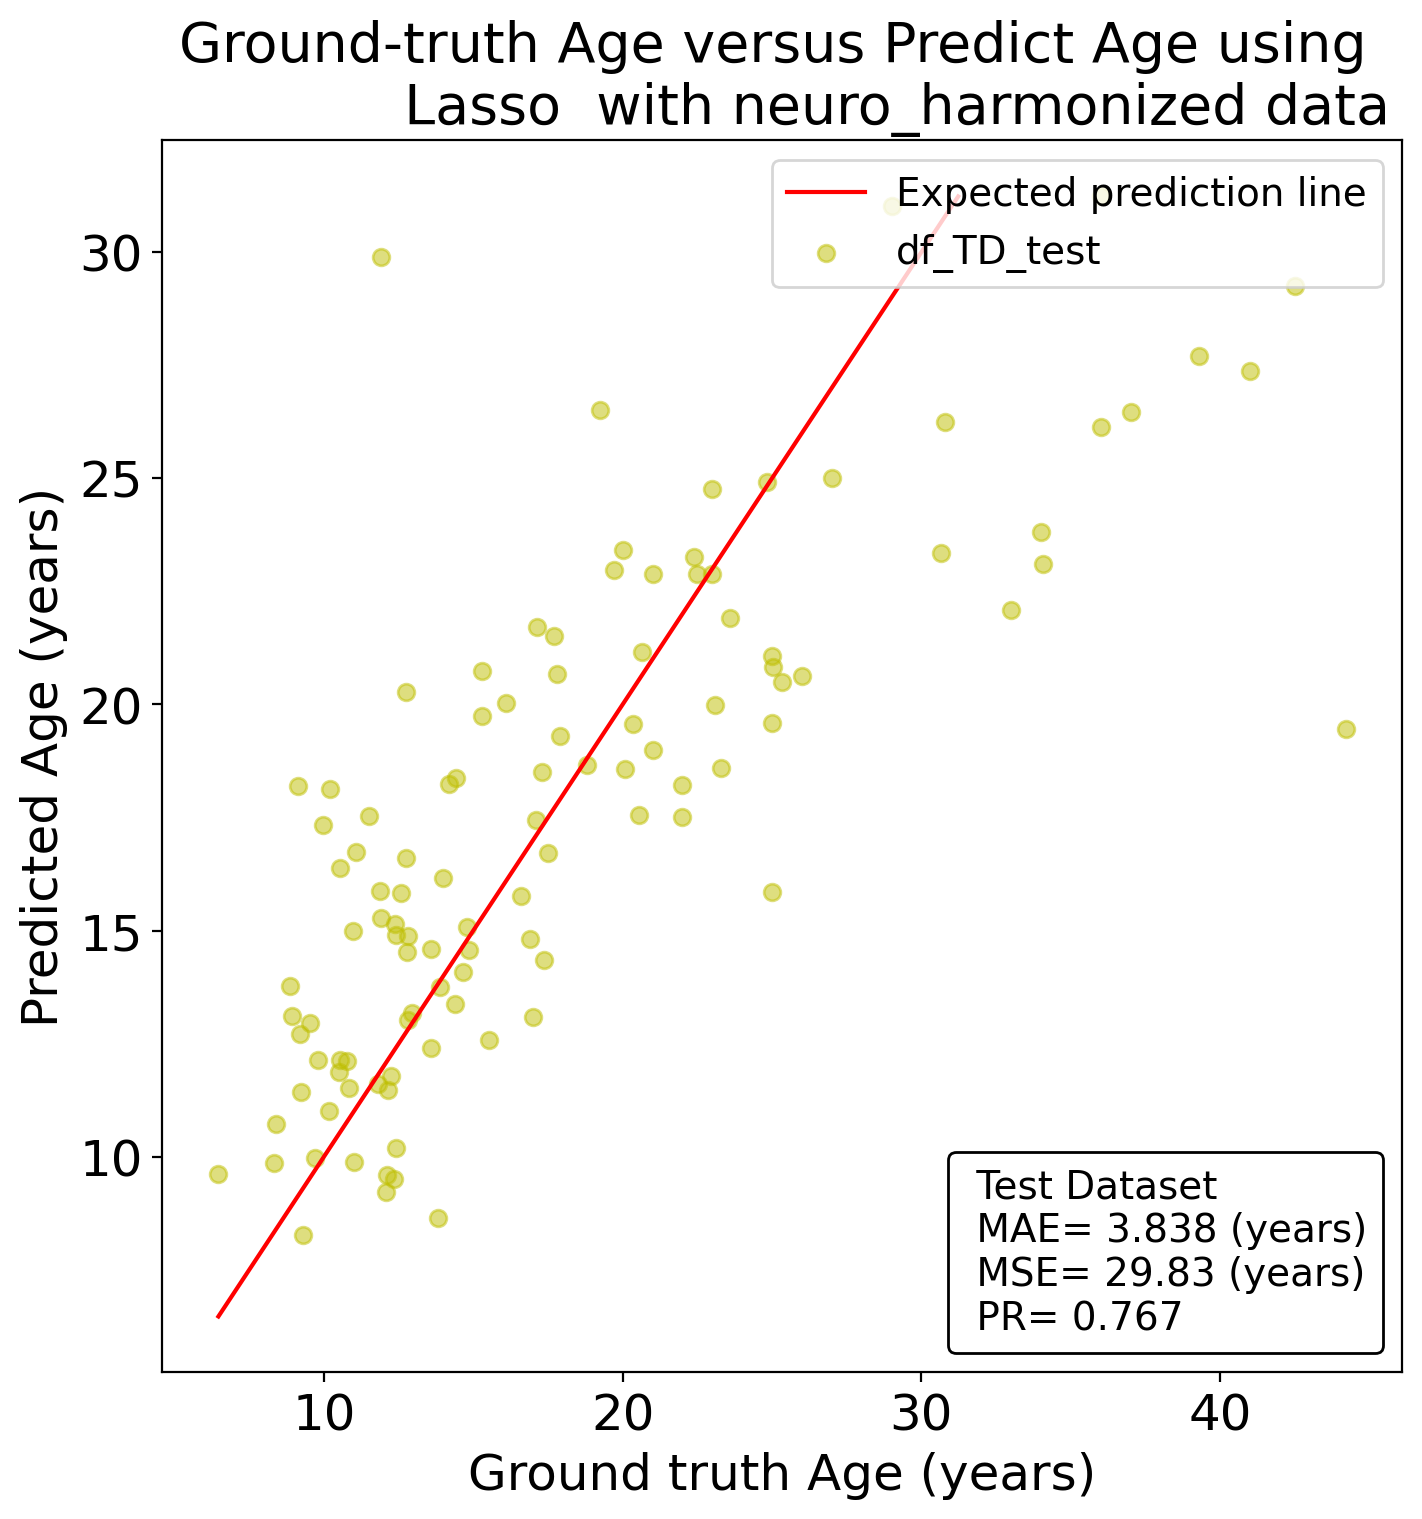 Ground-truth Age versus Predict Age using
Lasso  with neuro_harmonized data
Expected prediction line
df_TD_test
30
25
20
15
10
Predicted Age (years)
Test Dataset
MAE= 3.838 (years)
MSE= 29.83 (years)
PR= 0.767
10 20 30 40
Ground truth Age (years)